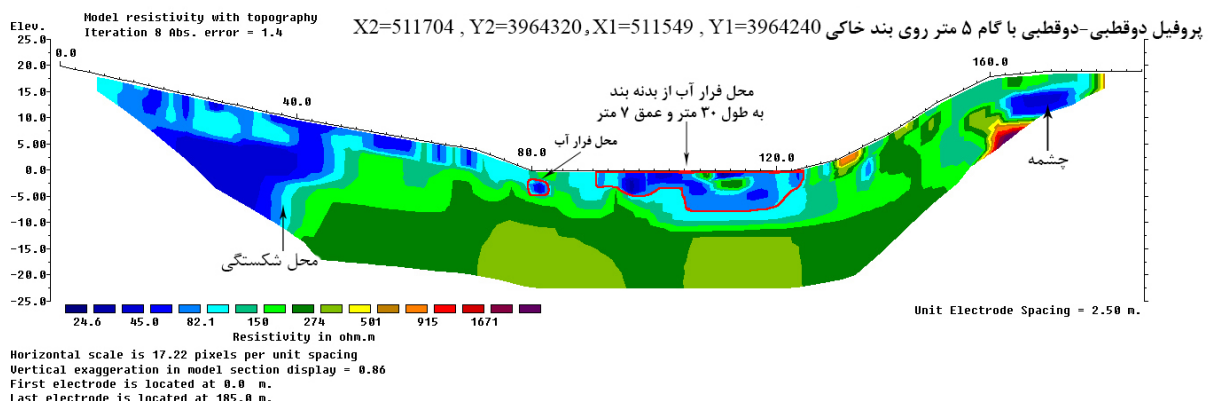 Model resistivity with topography
Iteration 8 Abs. error = 1.4
پروفیل دوقطبی-دوقطبی با گام ۵ متر روی بند خاکی X2=511704 , Y2=3964320و X1=511549 , Y1=3964240
Elev.
25.0
20.0
15.0
10.0
5.00
0.0
-5.00
-10.0
-15.0
-20.0
-25.0
0.0
40.0
80.0
120.0
160.0
محل فرار آب از بدنه بند
به طول ۳۰ متر و عمق ۷ متر
محل فرار آب
چشمه
محل شکستگی
24.6 45.0 82.1 150 274 501 915 1671
Resistivity in ohm.m
Unit Electrode Spacing = 2.50 m.
Horizontal scale is 17.22 pixels per unit spacing
Vertical exaggeration in model section display = 0.86
First electrode is located at 0.0 m.
Last electrode is located at 185.0 m.